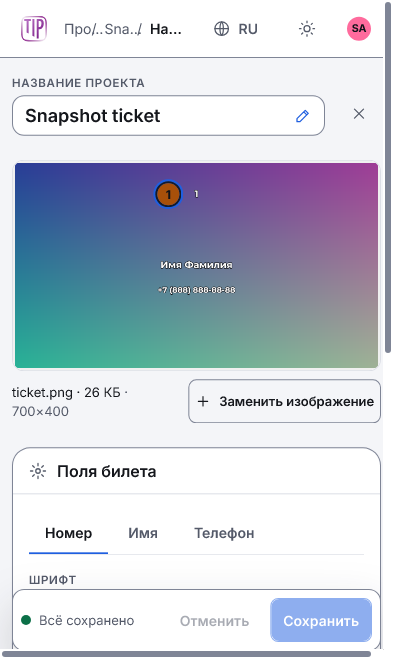 TIP
Про/.. Sna../ На...
RU
SA
НАЗВАНИЕ ПРОЕКТА
Snapshot ticket
1
1
Имя Фамилия
+7 (888) 888-88-88
ticket.png · 26 КБ ·
700×400
Заменить изображение
Поля билета
Номер Имя Телефон
ШРИФТ
Всё сохранено
Отменить
Сохранить